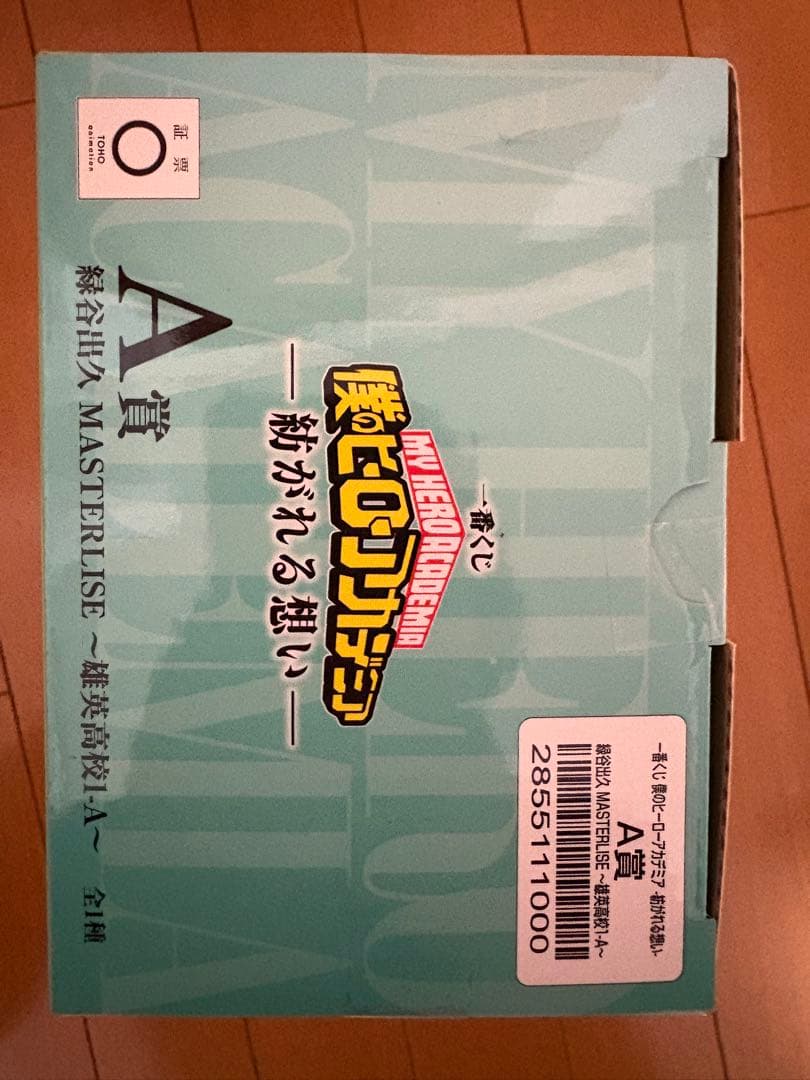 証票
TOHO
animation
一番くじ
MY HERO ACADEMIA
僕のヒーローアカデミア
―紡がれる想い―
A賞
緑谷出久 MASTERLISE ～雄英高校1-A～ 全1種
一番くじ 僕のヒーローアカデミア -紡がれる想い-
A賞
緑谷出久 MASTERLISE ～雄英高校1-A～
2855111000